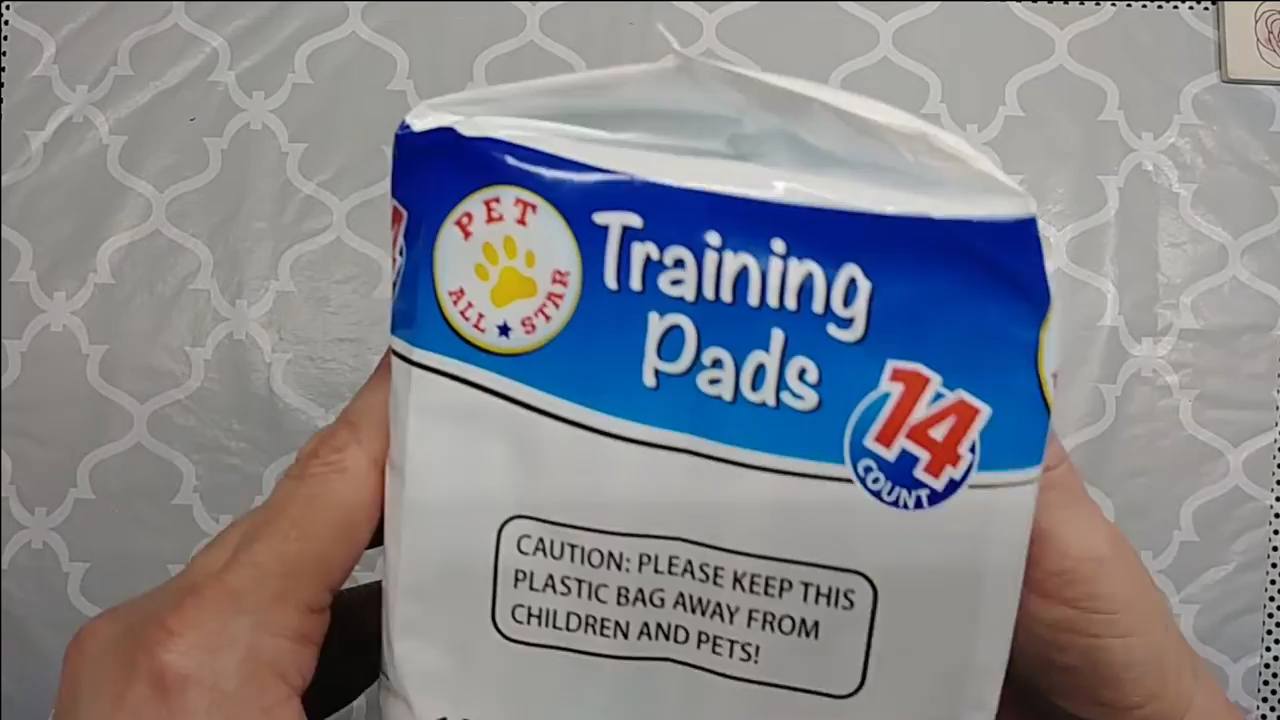 PET
ALL ★ STAR
Training
Pads
14
COUNT
CAUTION: PLEASE KEEP THIS
PLASTIC BAG AWAY FROM
CHILDREN AND PETS!